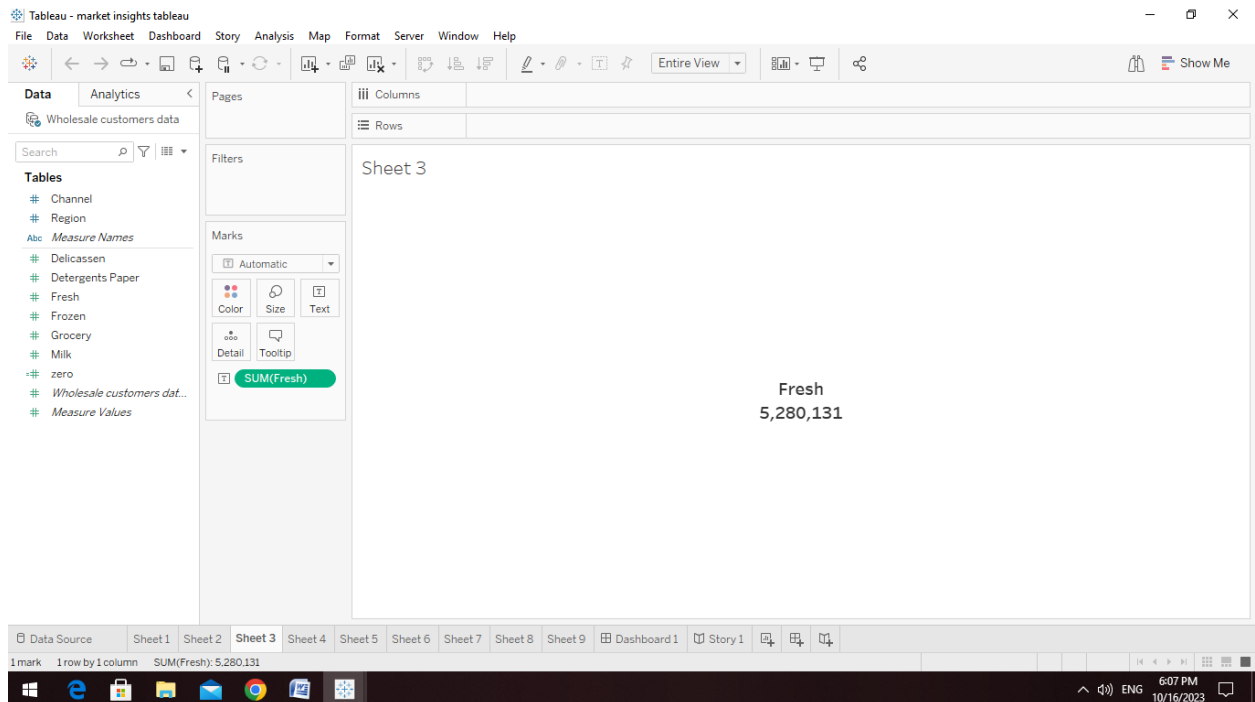 Tableau - market insights tableau
File Data Worksheet Dashboard Story Analysis Map Format Server Window Help
Entire View
Show Me
Data Analytics
Wholesale customers data
Search
Tables
Channel
Region
Abc Measure Names
Delicassen
Detergents Paper
Fresh
Frozen
Grocery
Milk
zero
Wholesale customers dat...
Measure Values
Pages
Filters
Marks
Automatic
Color Size Text
Detail Tooltip
SUM(Fresh)
Columns
Rows
Sheet 3
Fresh
5,280,131
Data Source Sheet 1 Sheet 2 Sheet 3 Sheet 4 Sheet 5 Sheet 6 Sheet 7 Sheet 8 Sheet 9 Dashboard 1 Story 1
1 mark 1 row by 1 column SUM(Fresh): 5,280,131
ENG
6:07 PM
10/16/2023